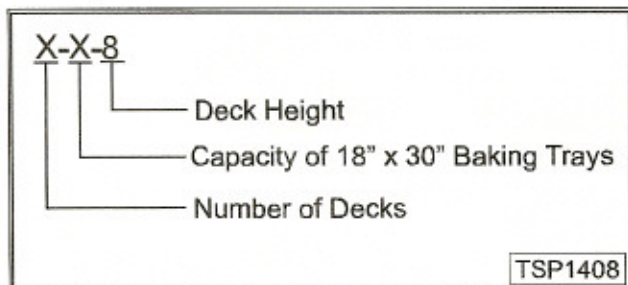 X-X-8
Deck Height
Capacity of 18” x 30” Baking Trays
Number of Decks
TSP1408